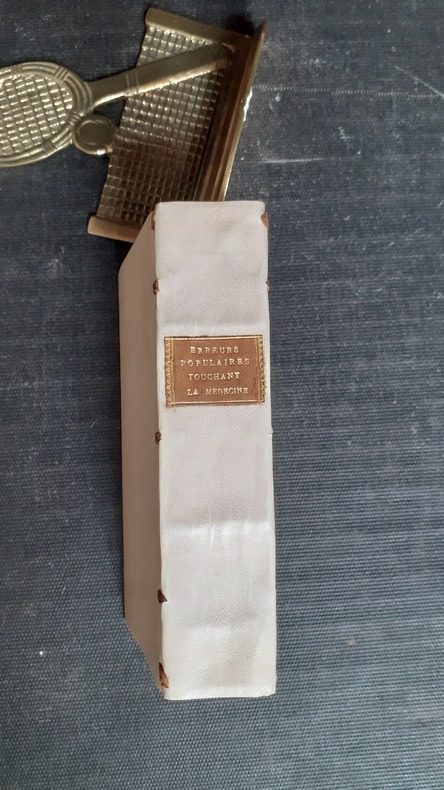 ERREURS
POPULAIRES
TOUCHANT
LA MEDECINE